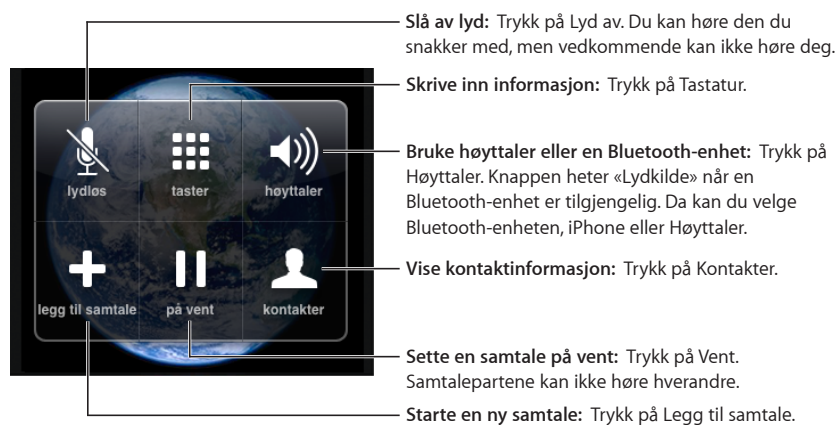 Slå av lyd: Trykk på Lyd av. Du kan høre den du
snakker med, men vedkommende kan ikke høre deg.
Skrive inn informasjon: Trykk på Tastatur.
Bruke høyttaler eller en Bluetooth-enhet: Trykk på
Høyttaler. Knappen heter «Lydkilde» når en
Bluetooth-enhet er tilgjengelig. Da kan du velge
Bluetooth-enheten, iPhone eller Høyttaler.
Vise kontaktinformasjon: Trykk på Kontakter.
Sette en samtale på vent: Trykk på Vent.
Samtalepartene kan ikke høre hverandre.
Starte en ny samtale: Trykk på Legg til samtale.
lydløs taster høyttaler
legg til samtale på vent kontakter